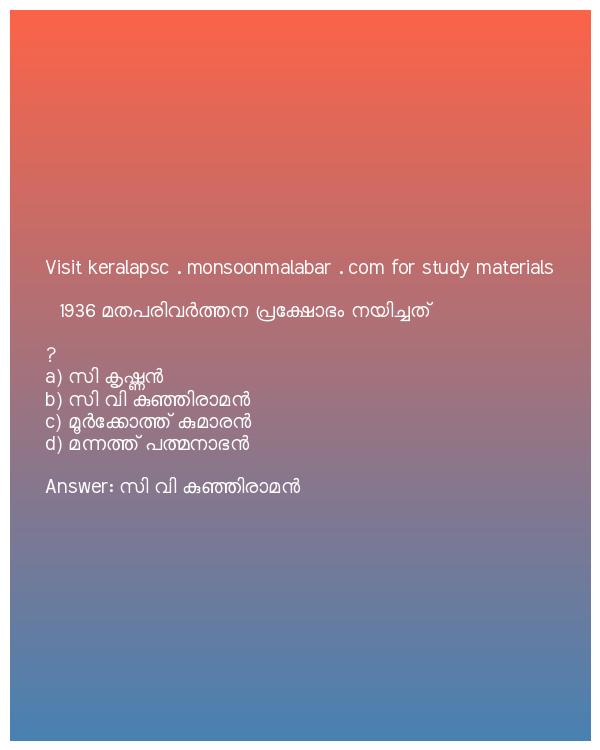 Visit keralapsc . monsoonmalabar . com for study materials
1936 മതപരിവർത്തന പ്രക്ഷോഭം നയിച്ചത്
?
a) സി കൃഷ്ണൻ
b) സി വി കുഞ്ഞിരാമൻ
c) മൂർക്കോത്ത് കുമാരൻ
d) മന്നത്ത് പത്മനാഭൻ
Answer: സി വി കുഞ്ഞിരാമൻ